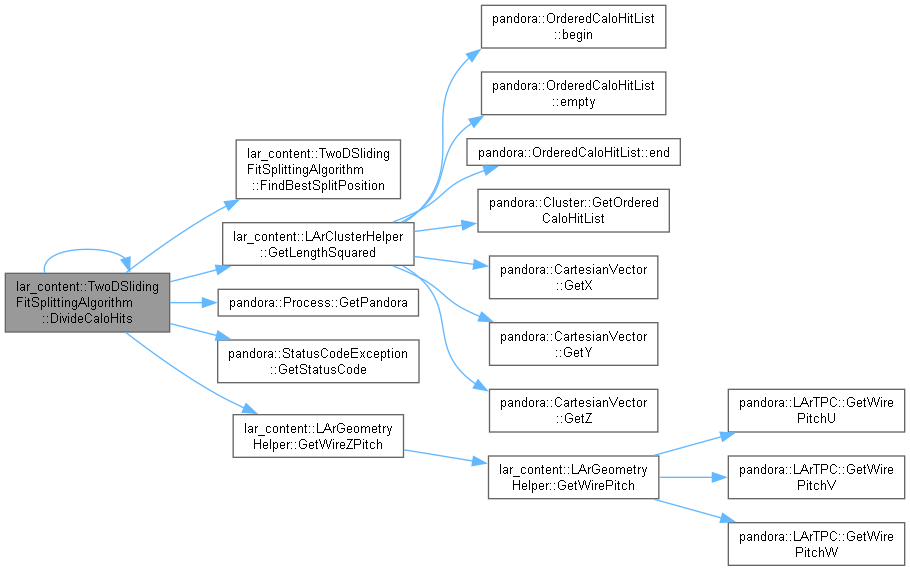 lar_content::TwoDSliding
FitSplittingAlgorithm
::DivideCaloHits
lar_content::TwoDSliding
FitSplittingAlgorithm
::FindBestSplitPosition
lar_content::LArClusterHelper
::GetLengthSquared
pandora::Process::GetPandora
pandora::StatusCodeException
::GetStatusCode
lar_content::LArGeometry
Helper::GetWireZPitch
pandora::OrderedCaloHitList
::begin
pandora::OrderedCaloHitList
::empty
pandora::OrderedCaloHitList::end
pandora::Cluster::GetOrdered
CaloHitList
pandora::CartesianVector
::GetX
pandora::CartesianVector
::GetY
pandora::CartesianVector
::GetZ
lar_content::LArGeometry
Helper::GetWirePitch
pandora::LArTPC::GetWire
PitchU
pandora::LArTPC::GetWire
PitchV
pandora::LArTPC::GetWire
PitchW